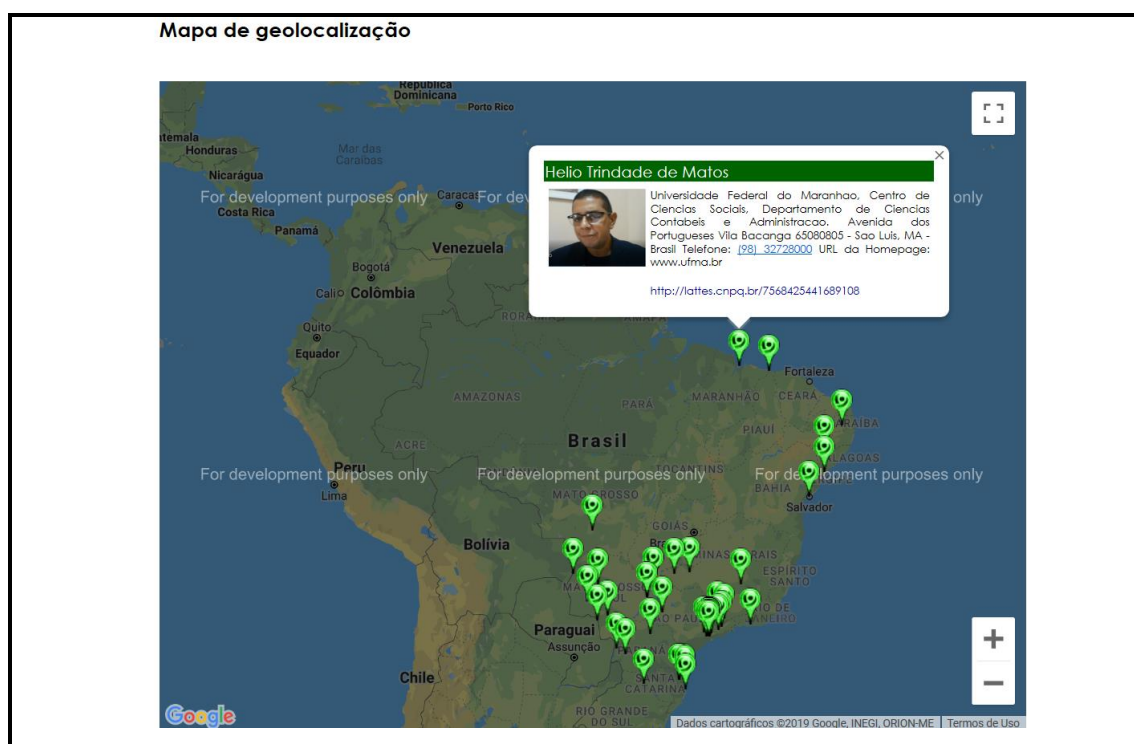 Mapa de geolocalização
República
Dominicana
Porto Rico
Honduras
Mar das
Caraíbas
Nicarágua
For development purposes only
Caracas
only
Costa Rica
Panamá
Helio Trindade de Matos
Universidade Federal do Maranhao, Centro de
Ciencias Sociais, Departamento de Ciencias
Contabeis e Administracao. Avenida dos
Portugueses Vila Bacanga 65080805 - Sao Luis, MA -
Brasil Telefone: (98) 32728000 URL da Homepage:
www.ufma.br
http://lattes.cnpq.br/7568425441689108
Venezuela
Bogotá
Cali
Colômbia
Quito
Equador
Fortaleza
AMAZONAS
PARÁ
MARANHÃO
CEARÁ
PIAUÍ
Brasil
ACRE
For development purposes only
For development purposes only
For development purposes only
Peru
TOCANTINS
Lima
BAHIA
MATO GROSSO
Salvador
GOIÁS
Bolívia
ESPÍRITO
SANTO
Paraguai
Assunção
Chile
SANTA
CATARINA
RIO GRANDE
DO SUL
Google
Dados cartográficos ©2019 Google, INEGI, ORION-ME
Termos de Uso